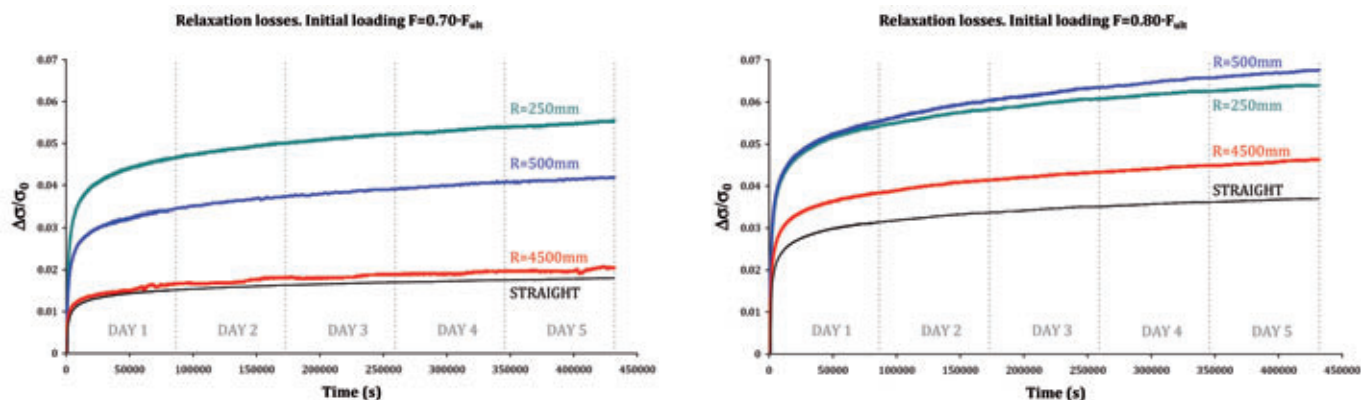 Relaxation losses. Initial loading F=0.70·Fult
0.07
0.06
0.05
0.04
0.03
0.02
0.01
0
Δσ/σ0
R=250mm
R=500mm
R=4500mm
STRAIGHT
DAY 1 DAY 2 DAY 3 DAY 4 DAY 5
0 50000 100000 150000 200000 250000 300000 350000 400000 450000
Time (s)
Relaxation losses. Initial loading F=0.80·Fult
0.07
0.06
0.05
0.04
0.03
0.02
0.01
0
Δσ/σ0
R=500mm
R=250mm
R=4500mm
STRAIGHT
DAY 1 DAY 2 DAY 3 DAY 4 DAY 5
0 50000 100000 150000 200000 250000 300000 350000 400000 450000
Time (s)